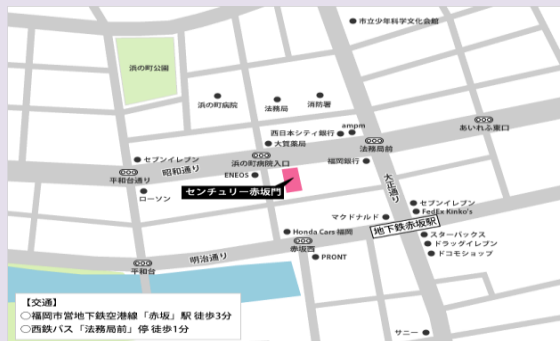 市立少年科学文化会館
浜の町公園
浜の町病院
法務局
消防署
ampm
西日本シティ銀行
あいれふ東口
大賀薬局
法務局前
セブンイレブン
浜の町病院入口
福岡銀行
昭和通り
平和台通り
ENEOS
大正通り
センチュリー赤坂門
ローソン
セブンイレブン
マクドナルド
FedEx Kinko's
地下鉄赤坂駅
Honda Cars 福岡
スターバックス
赤坂西
ドラッグイレブン
明治通り
PRONT
ドコモショップ
平和台
【交通】
○福岡市営地下鉄空港線「赤坂」駅 徒歩3分
○西鉄バス「法務局前」停 徒歩1分
サニー